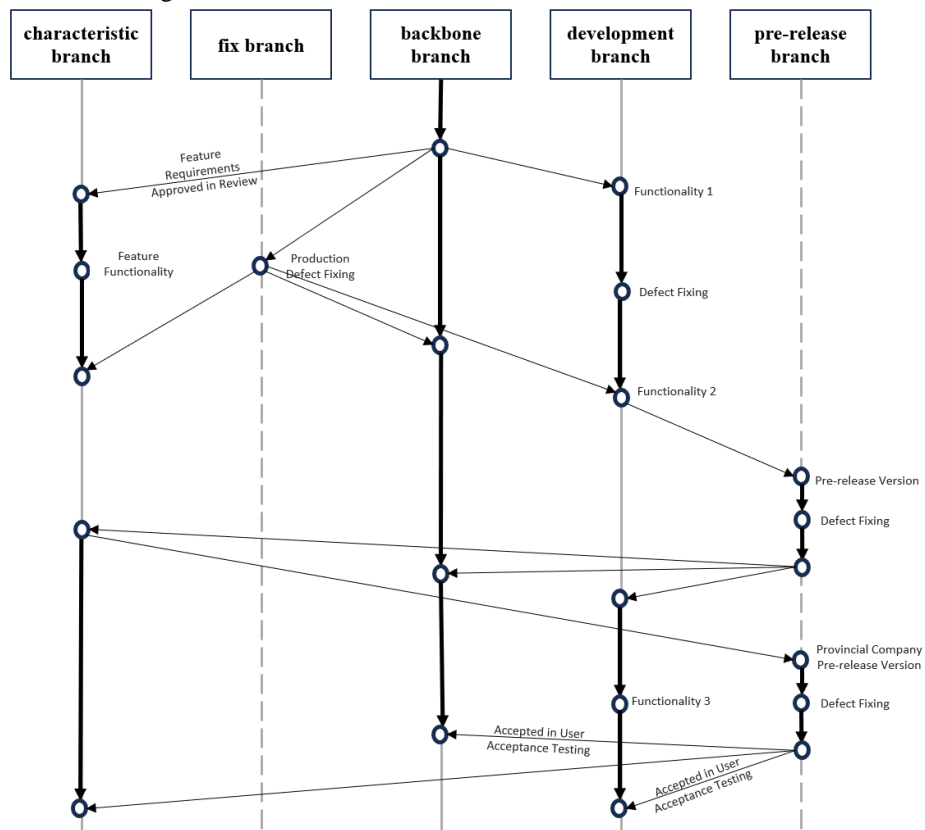 characteristic
branch
fix branch
backbone
branch
development
branch
pre-release
branch
Feature
Requirements
Approved in Review
Functionality 1
Feature
Functionality
Production
Defect Fixing
Defect Fixing
Functionality 2
Pre-release Version
Defect Fixing
Provincial Company
Pre-release Version
Functionality 3
Defect Fixing
Accepted in User
Acceptance Testing
Accepted in User
Acceptance Testing